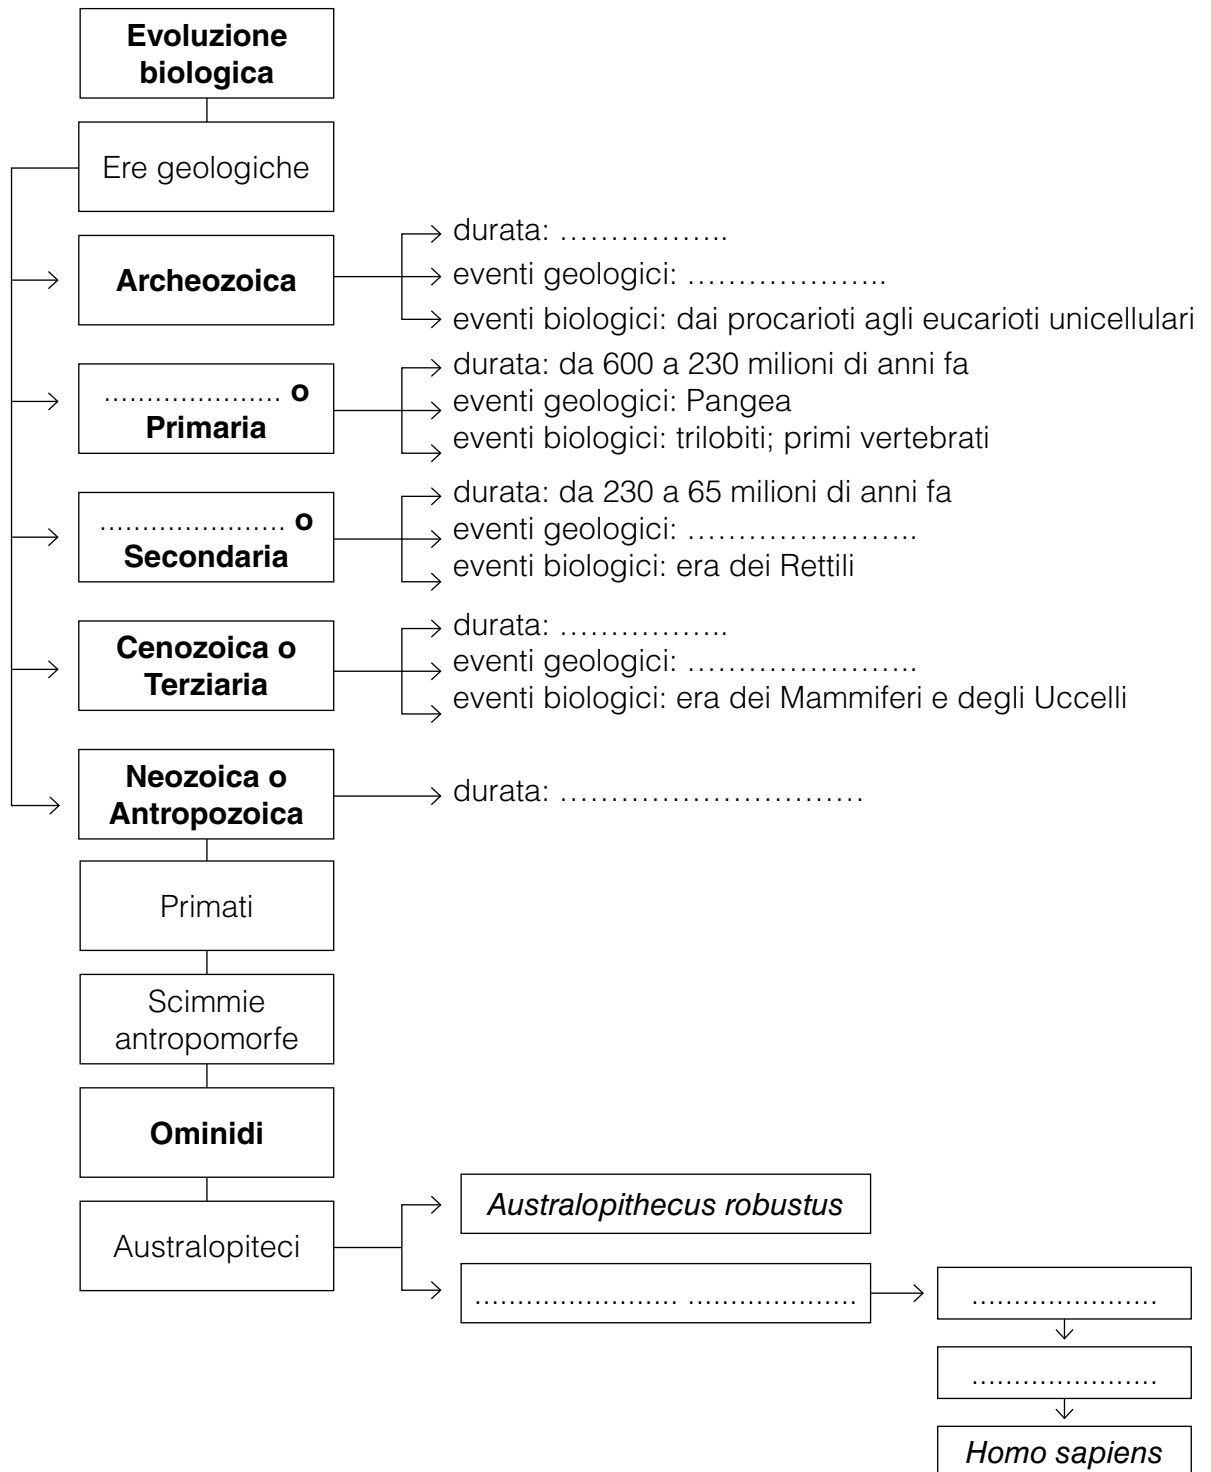 Evoluzione
biologica
Ere geologiche
Archeozoica
durata: ……………..
eventi geologici: ………………..
eventi biologici: dai procarioti agli eucarioti unicellulari
..................... o
Primaria
durata: da 600 a 230 milioni di anni fa
eventi geologici: Pangea
eventi biologici: trilobiti; primi vertebrati
...................... o
Secondaria
durata: da 230 a 65 milioni di anni fa
eventi geologici: …………………..
eventi biologici: era dei Rettili
Cenozoica o
Terziaria
durata: ……………..
eventi geologici: …………………..
eventi biologici: era dei Mammiferi e degli Uccelli
Neozoica o
Antropozoica
durata: …………………………
Primati
Scimmie
antropomorfe
Ominidi
Australopiteci
Australopithecus robustus
........................ ....................
......................
......................
Homo sapiens